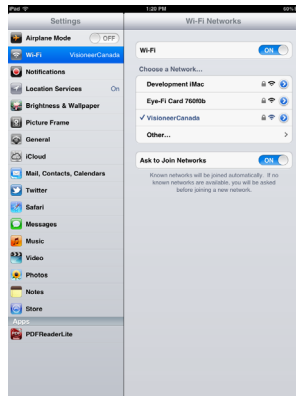 iPad 1:20 PM 60%
Settings
Wi-Fi Networks
Airplane Mode OFF
Wi-Fi VisioneerCanada
Notifications
Location Services On
Brightness & Wallpaper
Picture Frame
General
iCloud
Mail, Contacts, Calendars
Twitter
Safari
Messages
Music
Video
Photos
Notes
Store
Apps
PDFReaderLite
Wi-Fi ON
Choose a Network...
Development iMac
Eye-Fi Card 760f0b
VisioneerCanada
Other...
Ask to Join Networks ON
Known networks will be joined automatically. If no
known networks are available, you will be asked
before joining a new network.